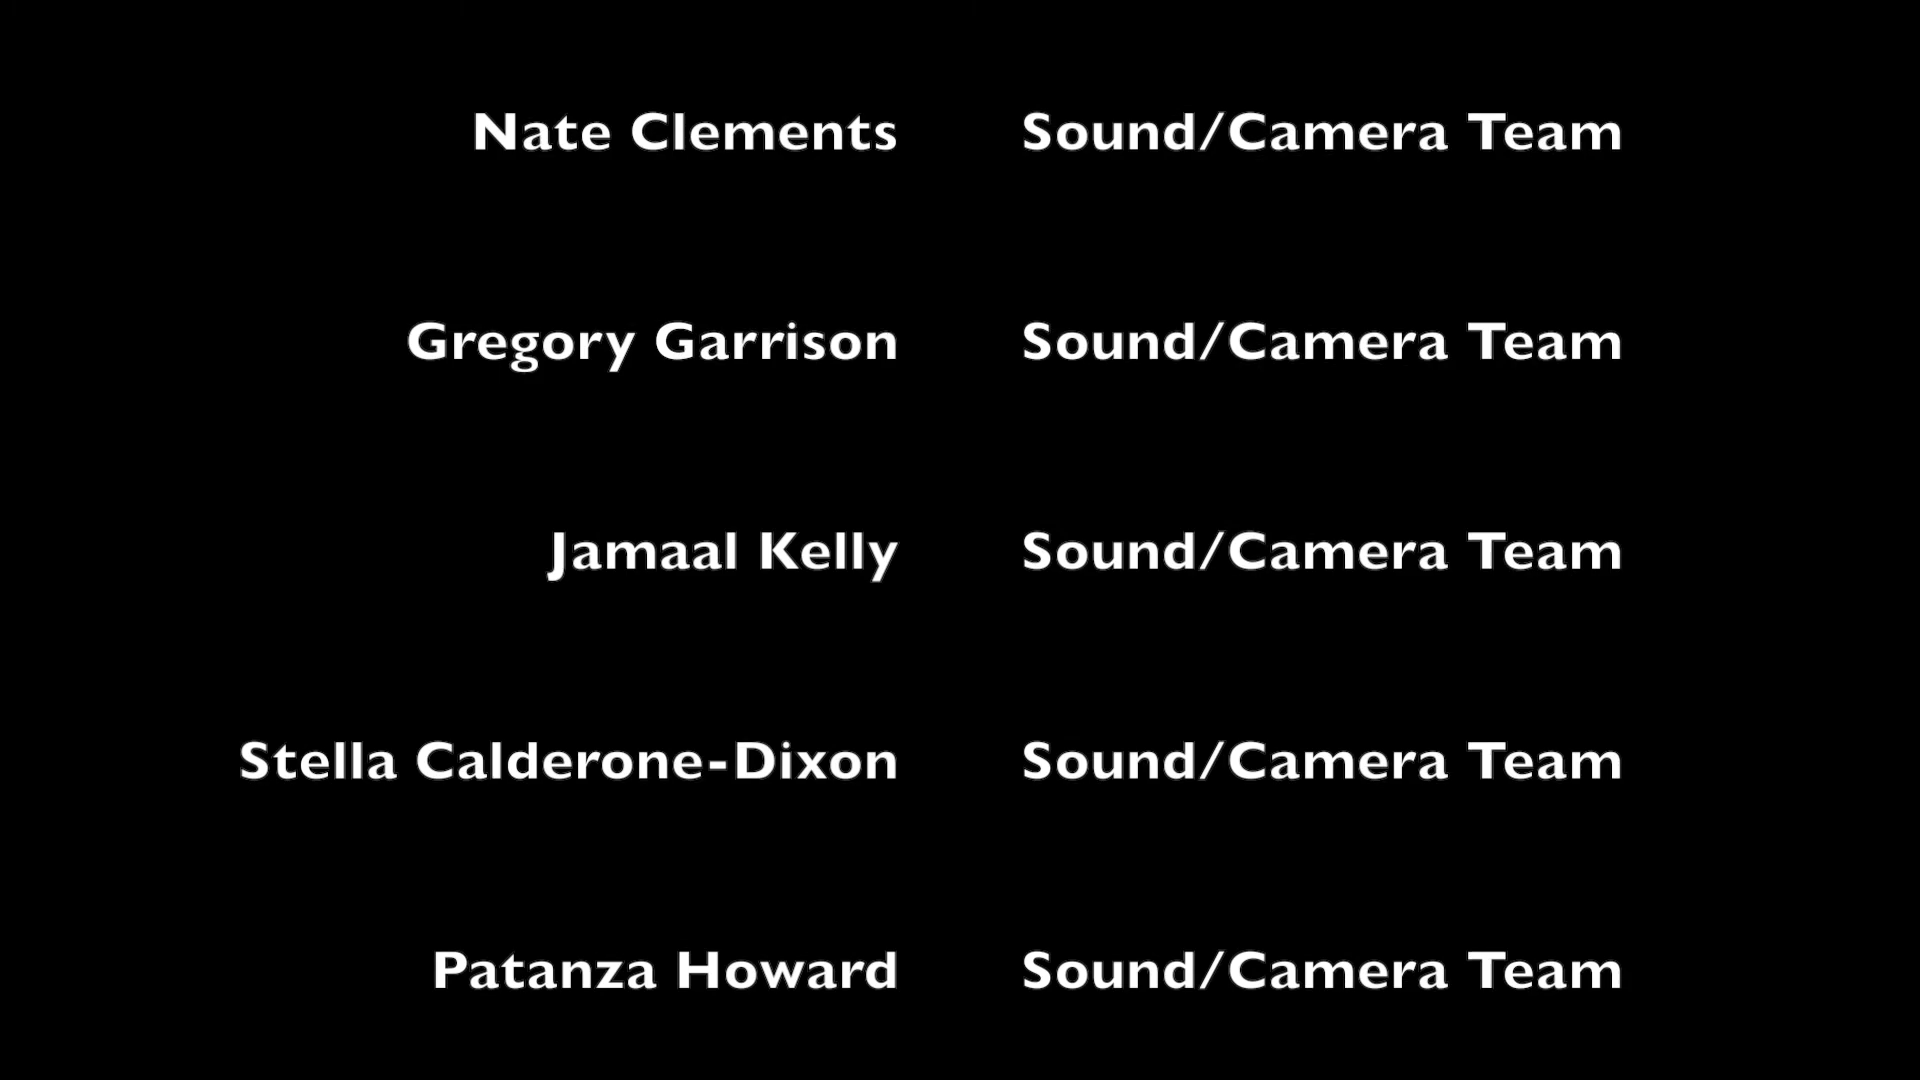 Nate Clements Sound/Camera Team
Gregory Garrison Sound/Camera Team
Jamaal Kelly Sound/Camera Team
Stella Calderone-Dixon Sound/Camera Team
Patanza Howard Sound/Camera Team